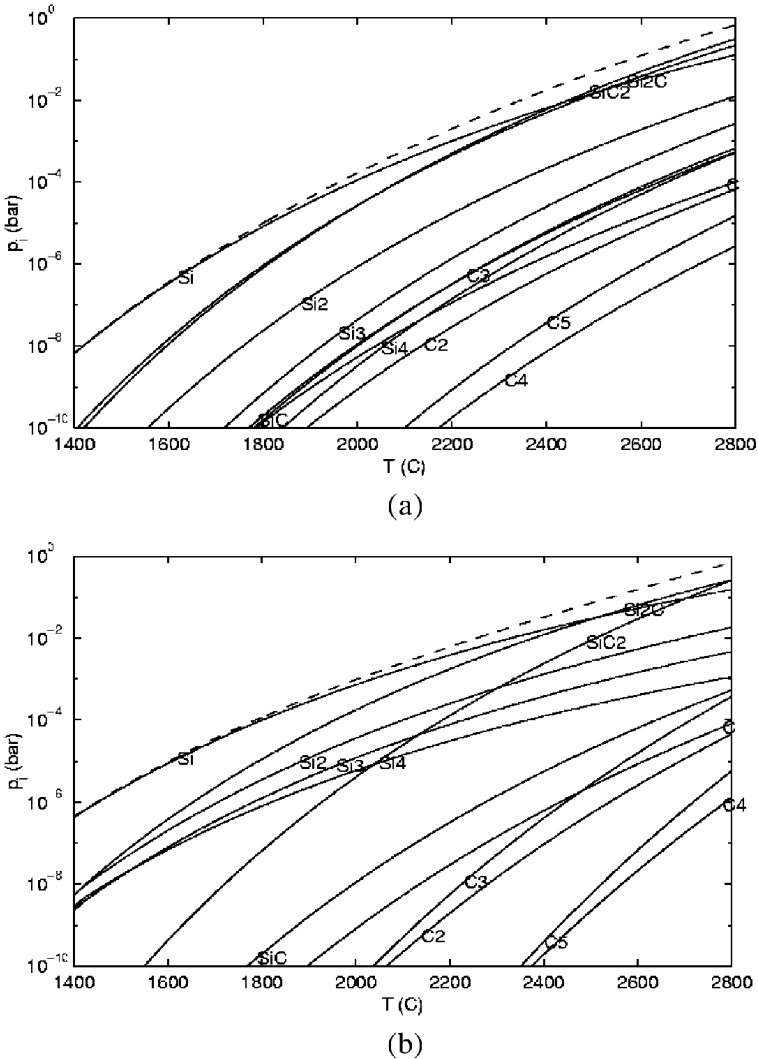 10^0
10^-2
10^-4
10^-6
10^-8
10^-10
p_i (bar)
Si2C
SiC2
C
Si
C3
Si2
Si3
C5
Si4
C2
C4
SiC
1400 1600 1800 2000 2200 2400 2600 2800
T (C)
(a)
10^0
10^-2
10^-4
10^-6
10^-8
10^-10
p_i (bar)
Si2C
SiC2
C
Si
Si2
Si3
Si4
C4
C3
C2
C5
SiC
1400 1600 1800 2000 2200 2400 2600 2800
T (C)
(b)